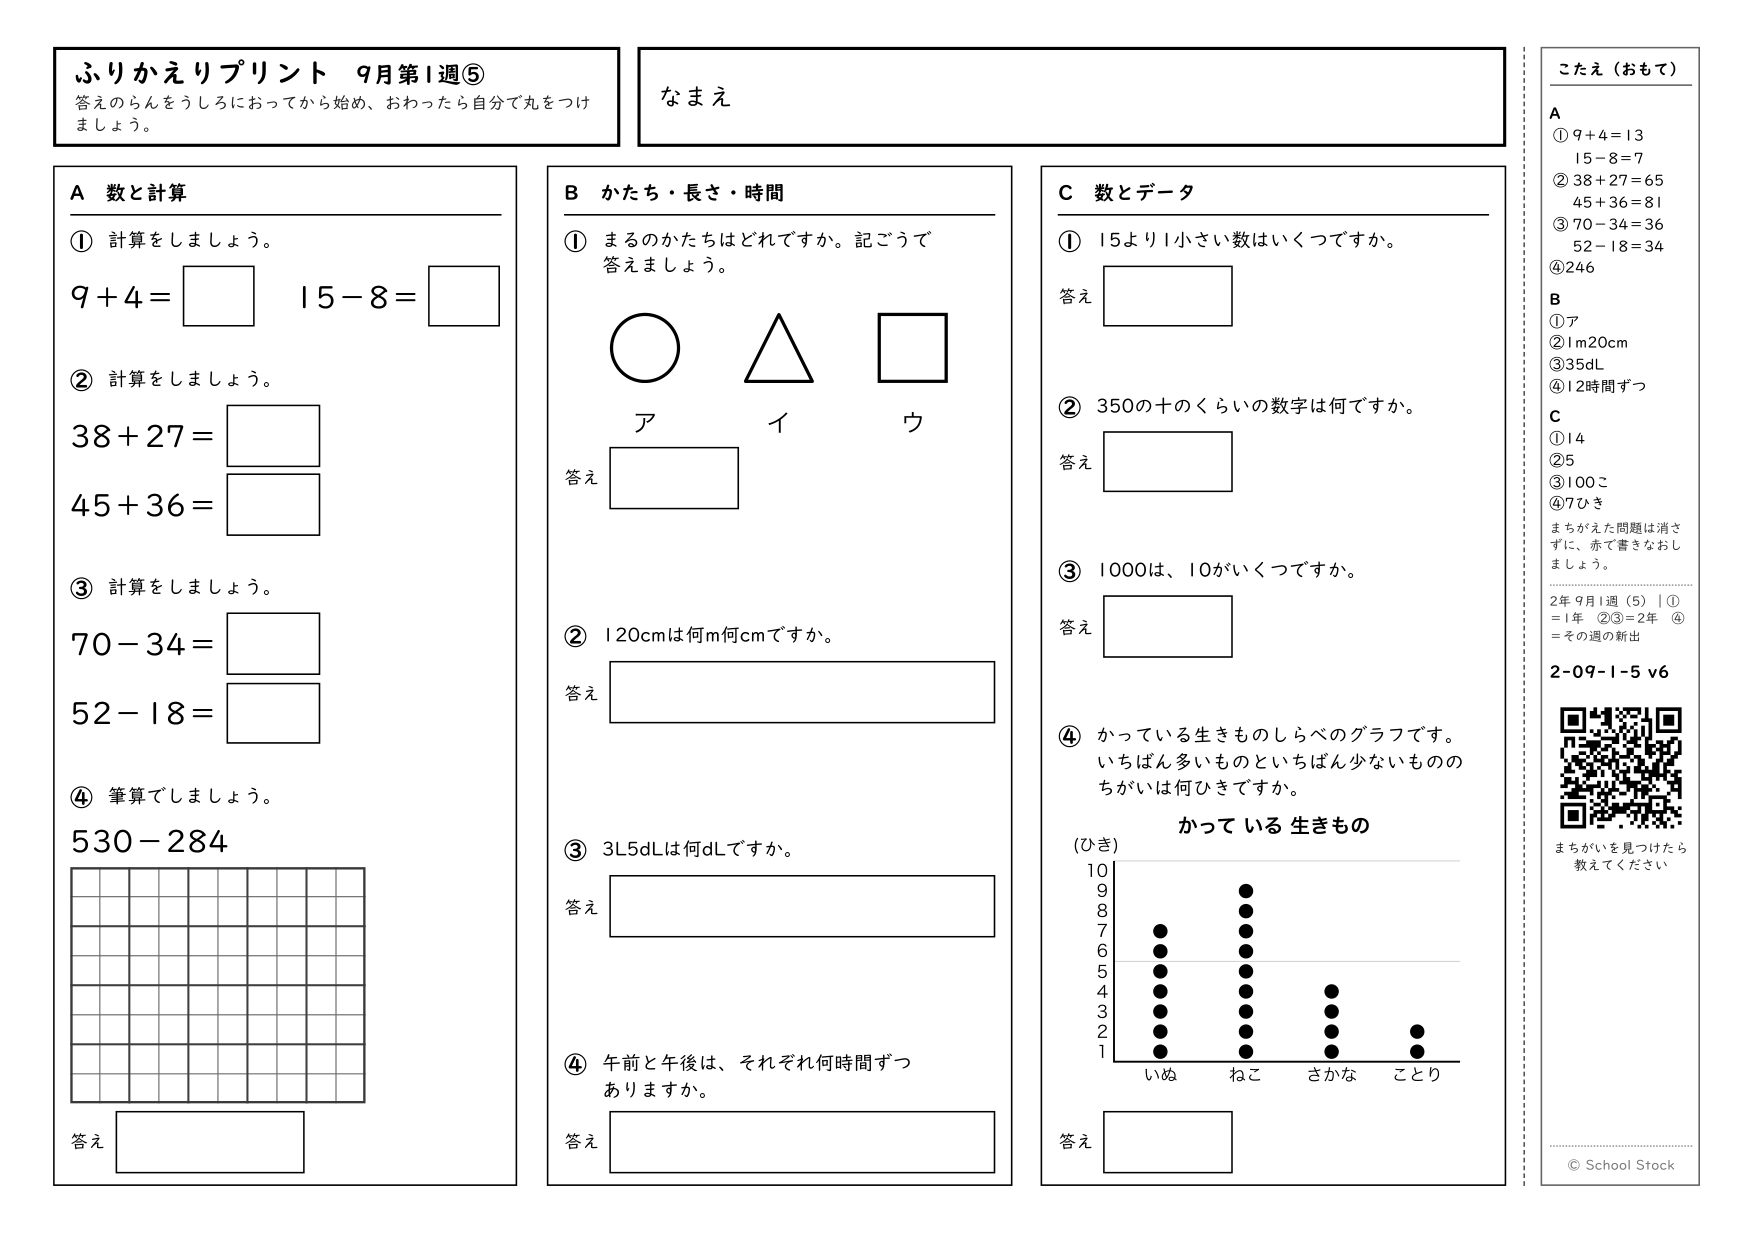 ふりかえりプリント　9月第1週⑤
答えのらんをうしろにおってから始め、おわったら自分で丸をつけ
ましょう。
なまえ
A　数と計算
① 計算をしましょう。
9＋4＝　15－8＝
② 計算をしましょう。
38＋27＝
45＋36＝
③ 計算をしましょう。
70－34＝
52－18＝
④ 筆算でしましょう。
530－284
答え
B　かたち・長さ・時間
① まるのかたちはどれですか。記ごうで
答えましょう。
ア　イ　ウ
答え
② 120cmは何m何cmですか。
答え
③ 3L5dLは何dLですか。
答え
④ 午前と午後は、それぞれ何時間ずつ
ありますか。
答え
C　数とデータ
① 15より1小さい数はいくつですか。
答え
② 350の十のくらいの数字は何ですか。
答え
③ 1000は、10がいくつですか。
答え
④ かっている生きものしらべのグラフです。
いちばん多いものといちばん少ないものの
ちがいは何ひきですか。
かって いる 生きもの
(ひき)
10
9
8
7
6
5
4
3
2
1
いぬ　ねこ　さかな　ことり
答え
こたえ（おもて）
A
① 9＋4＝13
15－8＝7
② 38＋27＝65
45＋36＝81
③ 70－34＝36
52－18＝34
④246
B
①ア
②1m20cm
③35dL
④12時間ずつ
C
①14
②5
③100こ
④7ひき
まちがえた問題は消さ
ずに、赤で書きなおし
ましょう。
2年 9月1週（5）｜①
＝1年　②③＝2年　④
＝その週の新出
2-09-1-5 v6
まちがいを見つけたら
教えてください
© School Stock